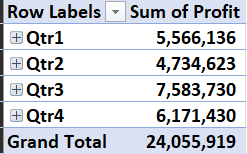 Row Labels Sum of Profit
Qtr1 5,566,136
Qtr2 4,734,623
Qtr3 7,583,730
Qtr4 6,171,430
Grand Total 24,055,919